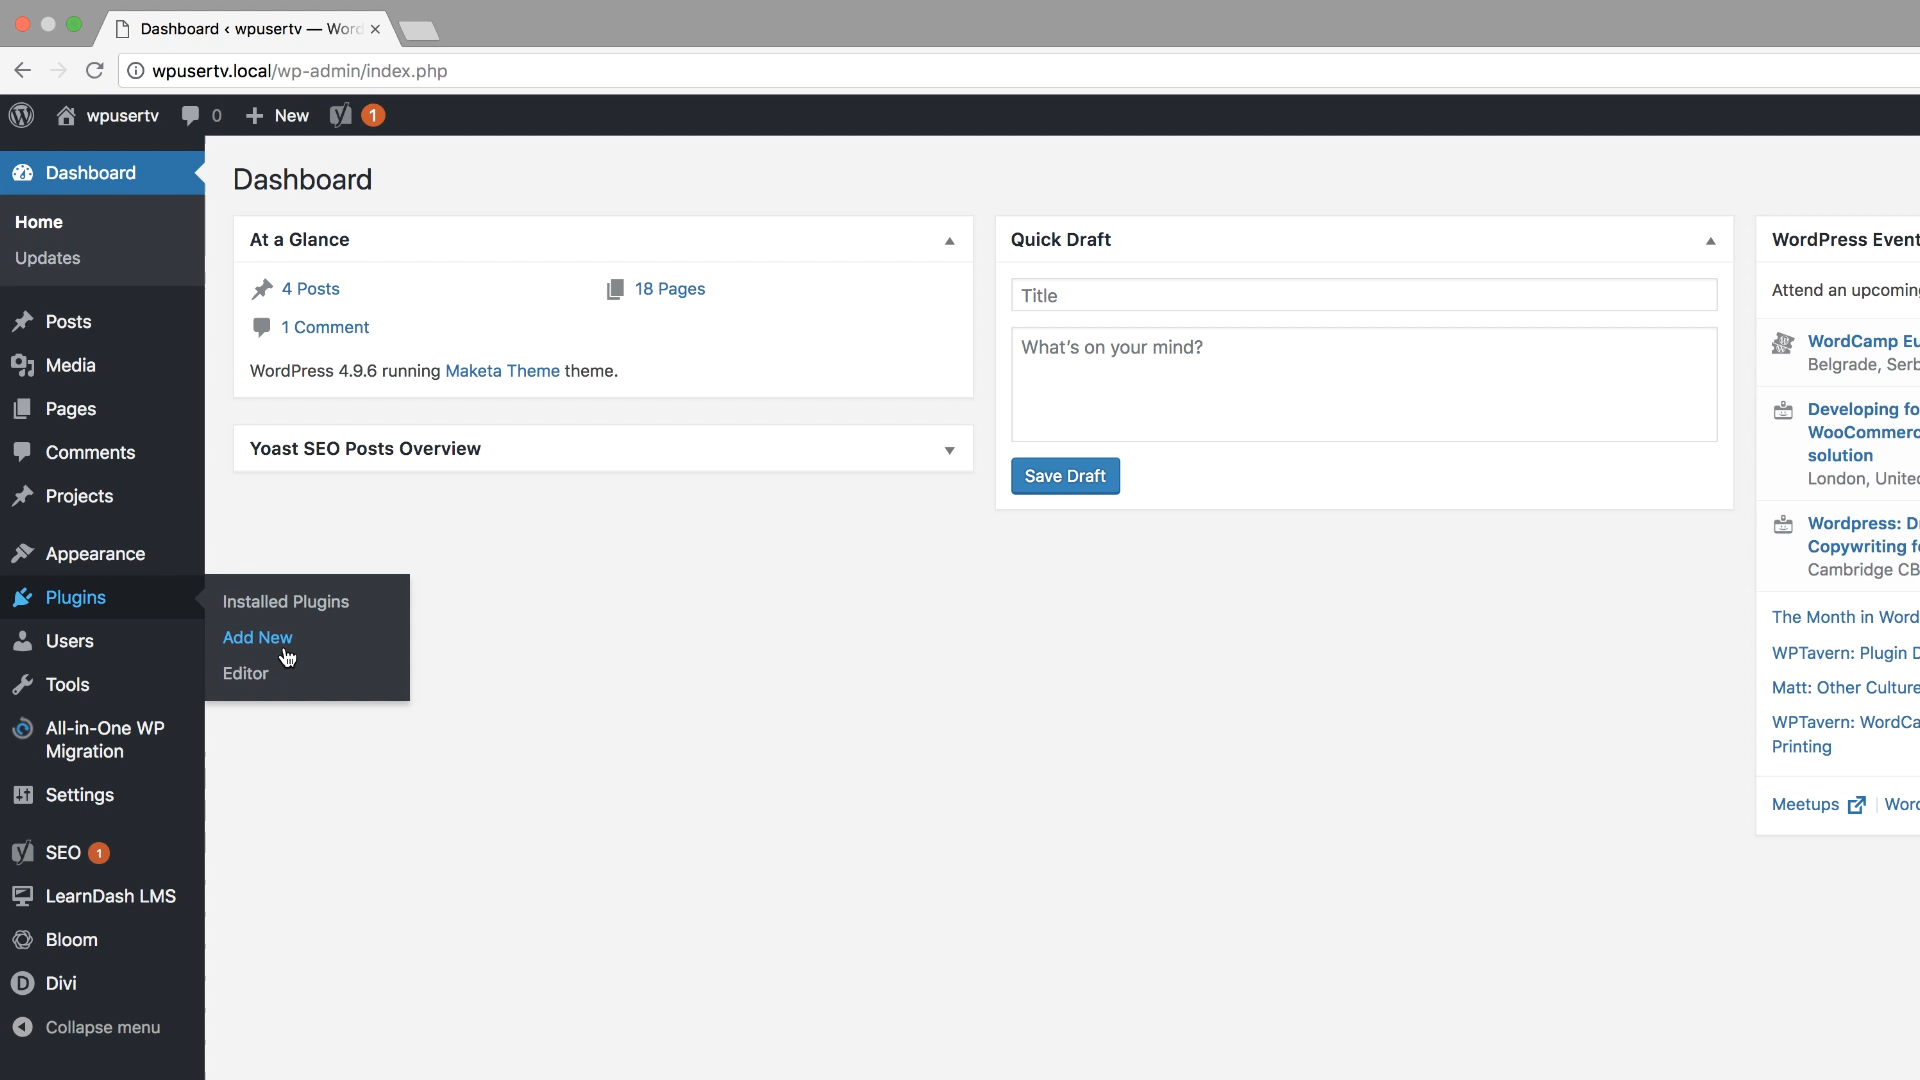 Dashboard ‹ wpusertv — Word
wpusertv.local/wp-admin/index.php
wpusertv 0 New 1
Dashboard
Home
Updates
Posts
Media
Pages
Comments
Projects
Appearance
Plugins
Users
Tools
All-in-One WP
Migration
Settings
SEO 1
LearnDash LMS
Bloom
D Divi
Collapse menu
Installed Plugins
Add New
Editor
Dashboard
At a Glance
4 Posts 18 Pages
1 Comment
WordPress 4.9.6 running Maketa Theme theme.
Yoast SEO Posts Overview
Quick Draft
Title
What's on your mind?
Save Draft
WordPress Event
Attend an upcoming
WordCamp Eu
Belgrade, Serb
Developing fo
WooCommerc
solution
London, United
Wordpress: D
Copywriting f
Cambridge CB
The Month in Word
WPTavern: Plugin D
Matt: Other Culture
WPTavern: WordCa
Printing
Meetups | Word